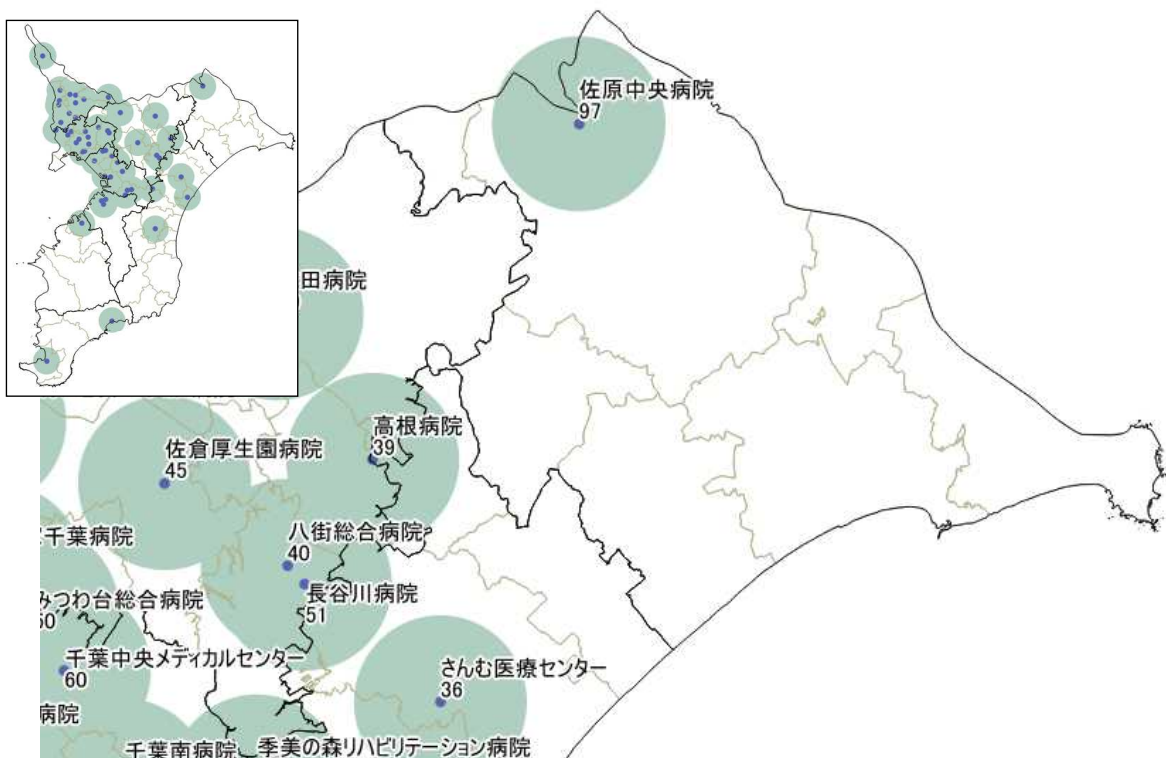 佐原中央病院
97
田病院
高根病院
39
佐倉厚生園病院
45
千葉病院
八街総合病院
40
長谷川病院
51
みつわ台総合病院
千葉中央メディカルセンター
60
さんむ医療センター
36
病院
千葉南病院
季美の森リハビリテーション病院